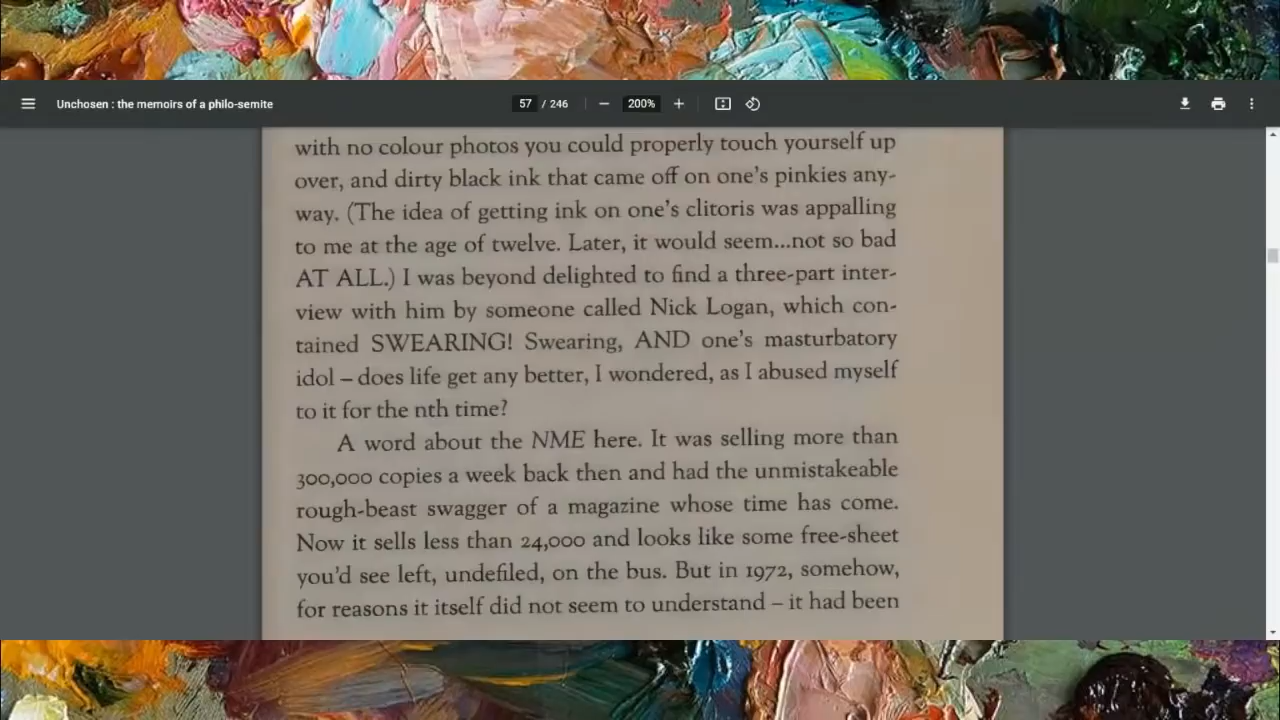 Unchosen : the memoirs of a philo-semite
57 / 246
200%
with no colour photos you could properly touch yourself up
over, and dirty black ink that came off on one's pinkies any-
way. (The idea of getting ink on one's clitoris was appalling
to me at the age of twelve. Later, it would seem...not so bad
AT ALL.) I was beyond delighted to find a three-part inter-
view with him by someone called Nick Logan, which con-
tained SWEARING! Swearing, AND one's masturbatory
idol – does life get any better, I wondered, as I abused myself
to it for the nth time?
A word about the NME here. It was selling more than
300,000 copies a week back then and had the unmistakeable
rough-beast swagger of a magazine whose time has come.
Now it sells less than 24,000 and looks like some free-sheet
you'd see left, undefiled, on the bus. But in 1972, somehow,
for reasons it itself did not seem to understand – it had been